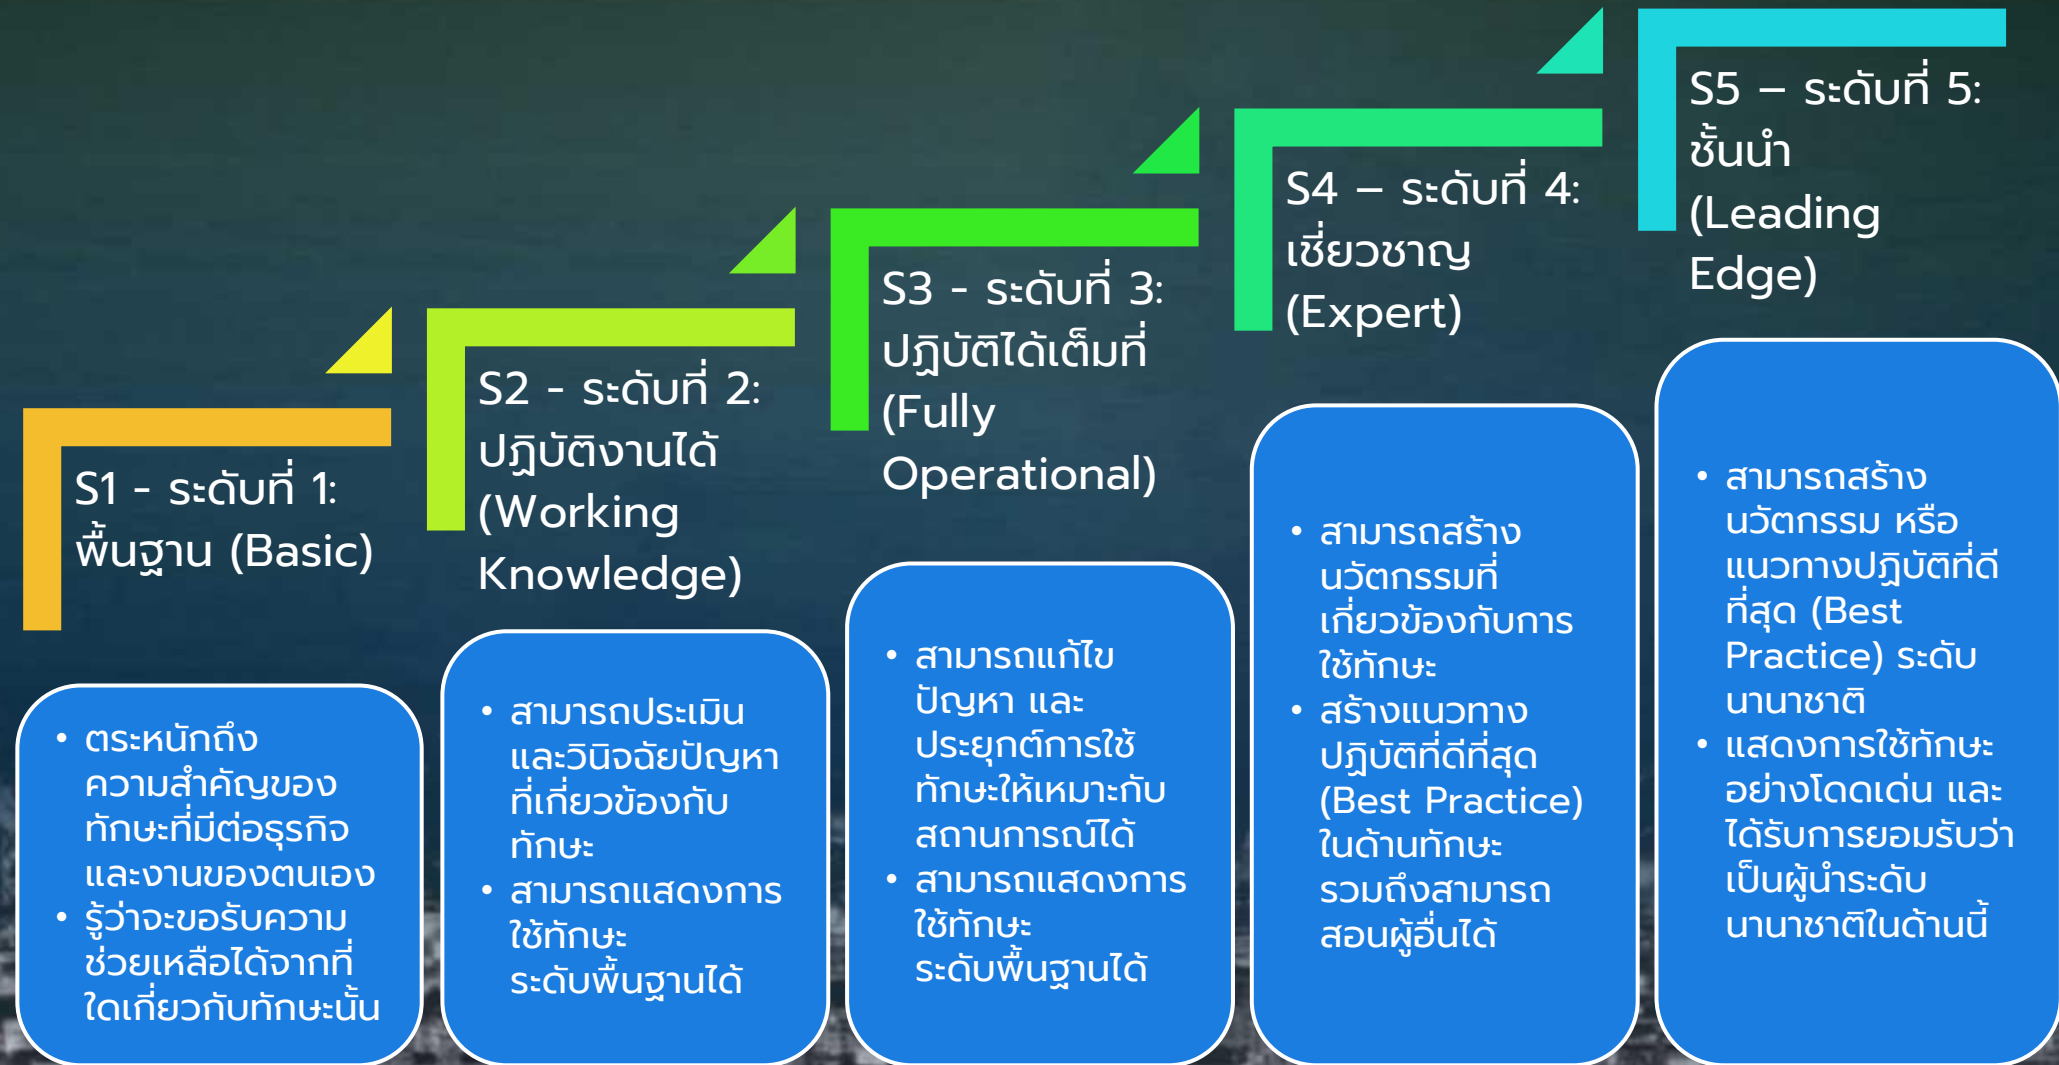 S1 - ระดับที่ 1:
พื้นฐาน (Basic)
• ตระหนักถึง
ความสำคัญของ
ทักษะที่มีต่อธุรกิจ
และงานของตนเอง
• รู้ว่าจะขอรับความ
ช่วยเหลือได้จากที่
ใดเกี่ยวกับทักษะนั้น
S2 - ระดับที่ 2:
ปฏิบัติงานได้
(Working
Knowledge)
• สามารถประเมิน
และวินิจฉัยปัญหา
ที่เกี่ยวข้องกับ
ทักษะ
• สามารถแสดงการ
ใช้ทักษะ
ระดับพื้นฐานได้
S3 - ระดับที่ 3:
ปฏิบัติได้เต็มที่
(Fully
Operational)
• สามารถแก้ไข
ปัญหา และ
ประยุกต์การใช้
ทักษะให้เหมาะกับ
สถานการณ์ได้
• สามารถแสดงการ
ใช้ทักษะ
ระดับพื้นฐานได้
S4 – ระดับที่ 4:
เชี่ยวชาญ
(Expert)
• สามารถสร้าง
นวัตกรรมที่
เกี่ยวข้องกับการ
ใช้ทักษะ
• สร้างแนวทาง
ปฏิบัติที่ดีที่สุด
(Best Practice)
ในด้านทักษะ
รวมถึงสามารถ
สอนผู้อื่นได้
S5 – ระดับที่ 5:
ชั้นนำ
(Leading
Edge)
• สามารถสร้าง
นวัตกรรม หรือ
แนวทางปฏิบัติที่ดี
ที่สุด (Best
Practice) ระดับ
นานาชาติ
• แสดงการใช้ทักษะ
อย่างโดดเด่น และ
ได้รับการยอมรับว่า
เป็นผู้นำระดับ
นานาชาติในด้านนี้